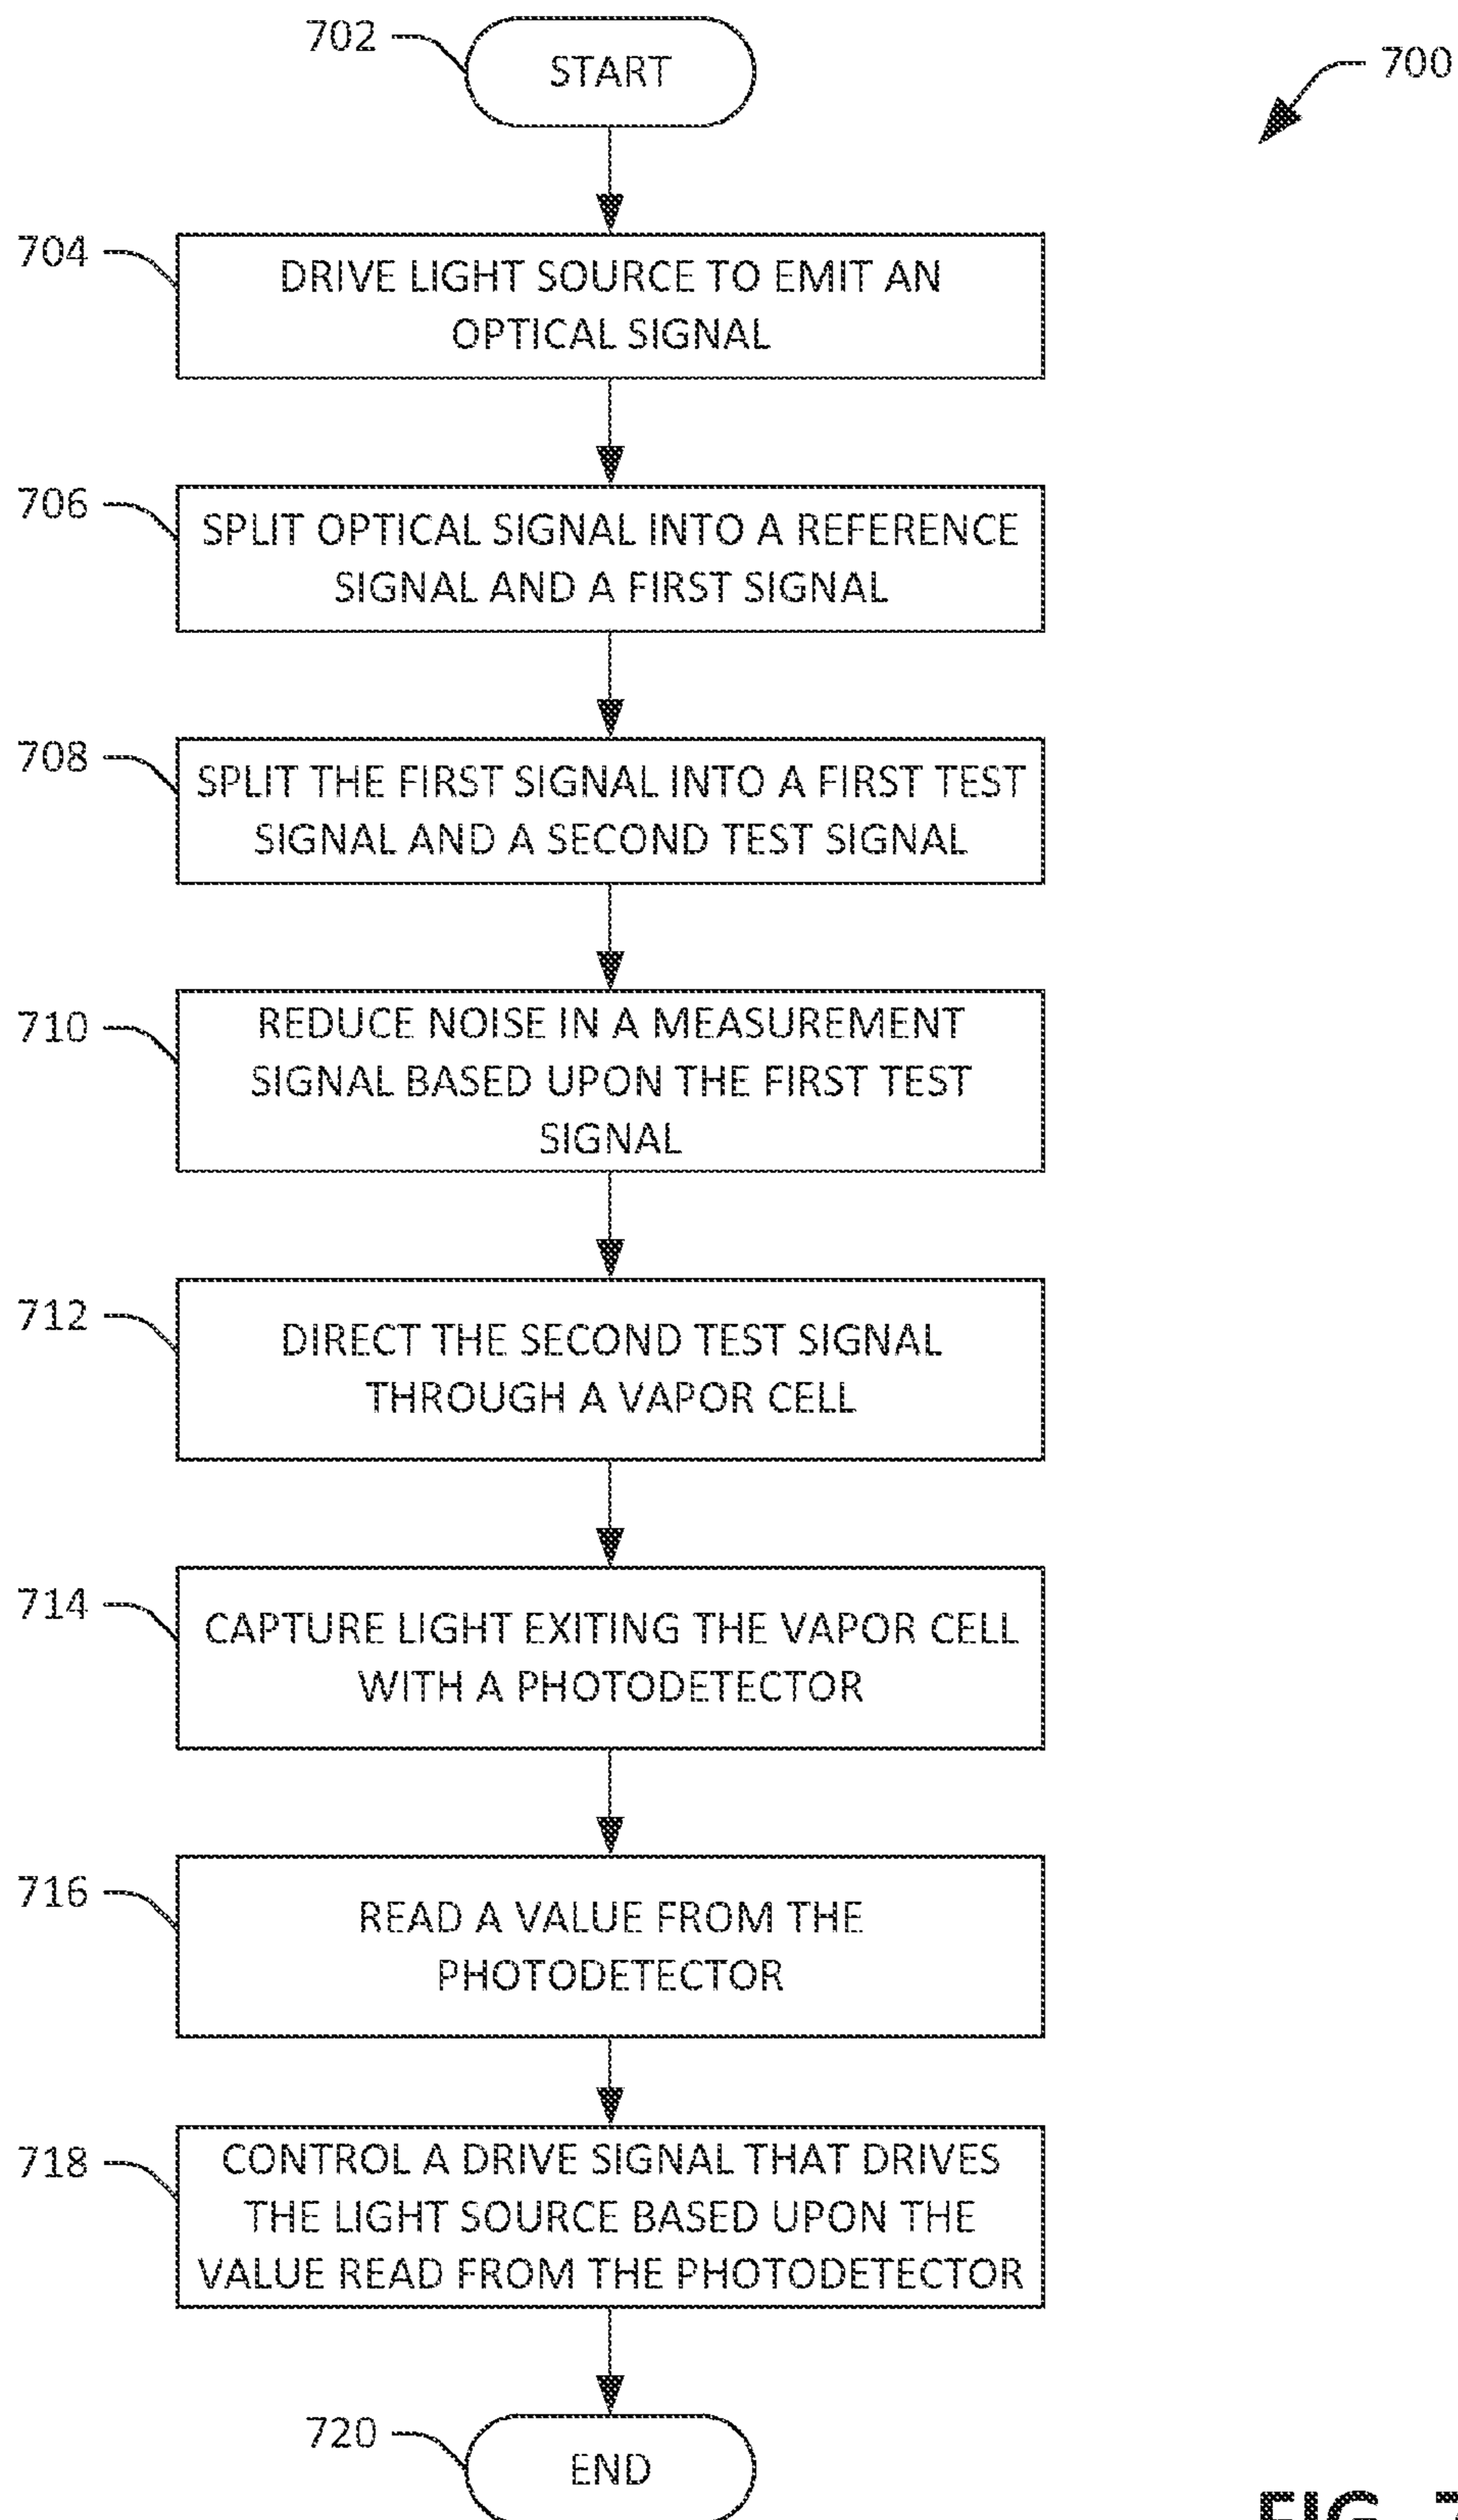 702
START
700
704
DRIVE LIGHT SOURCE TO EMIT AN
OPTICAL SIGNAL
706
SPLIT OPTICAL SIGNAL INTO A REFERENCE
SIGNAL AND A FIRST SIGNAL
708
SPLIT THE FIRST SIGNAL INTO A FIRST TEST
SIGNAL AND A SECOND TEST SIGNAL
710
REDUCE NOISE IN A MEASUREMENT
SIGNAL BASED UPON THE FIRST TEST
SIGNAL
712
DIRECT THE SECOND TEST SIGNAL
THROUGH A VAPOR CELL
714
CAPTURE LIGHT EXITING THE VAPOR CELL
WITH A PHOTODETECTOR
716
READ A VALUE FROM THE
PHOTODETECTOR
718
CONTROL A DRIVE SIGNAL THAT DRIVES
THE LIGHT SOURCE BASED UPON THE
VALUE READ FROM THE PHOTODETECTOR
720
END
FIG. 7